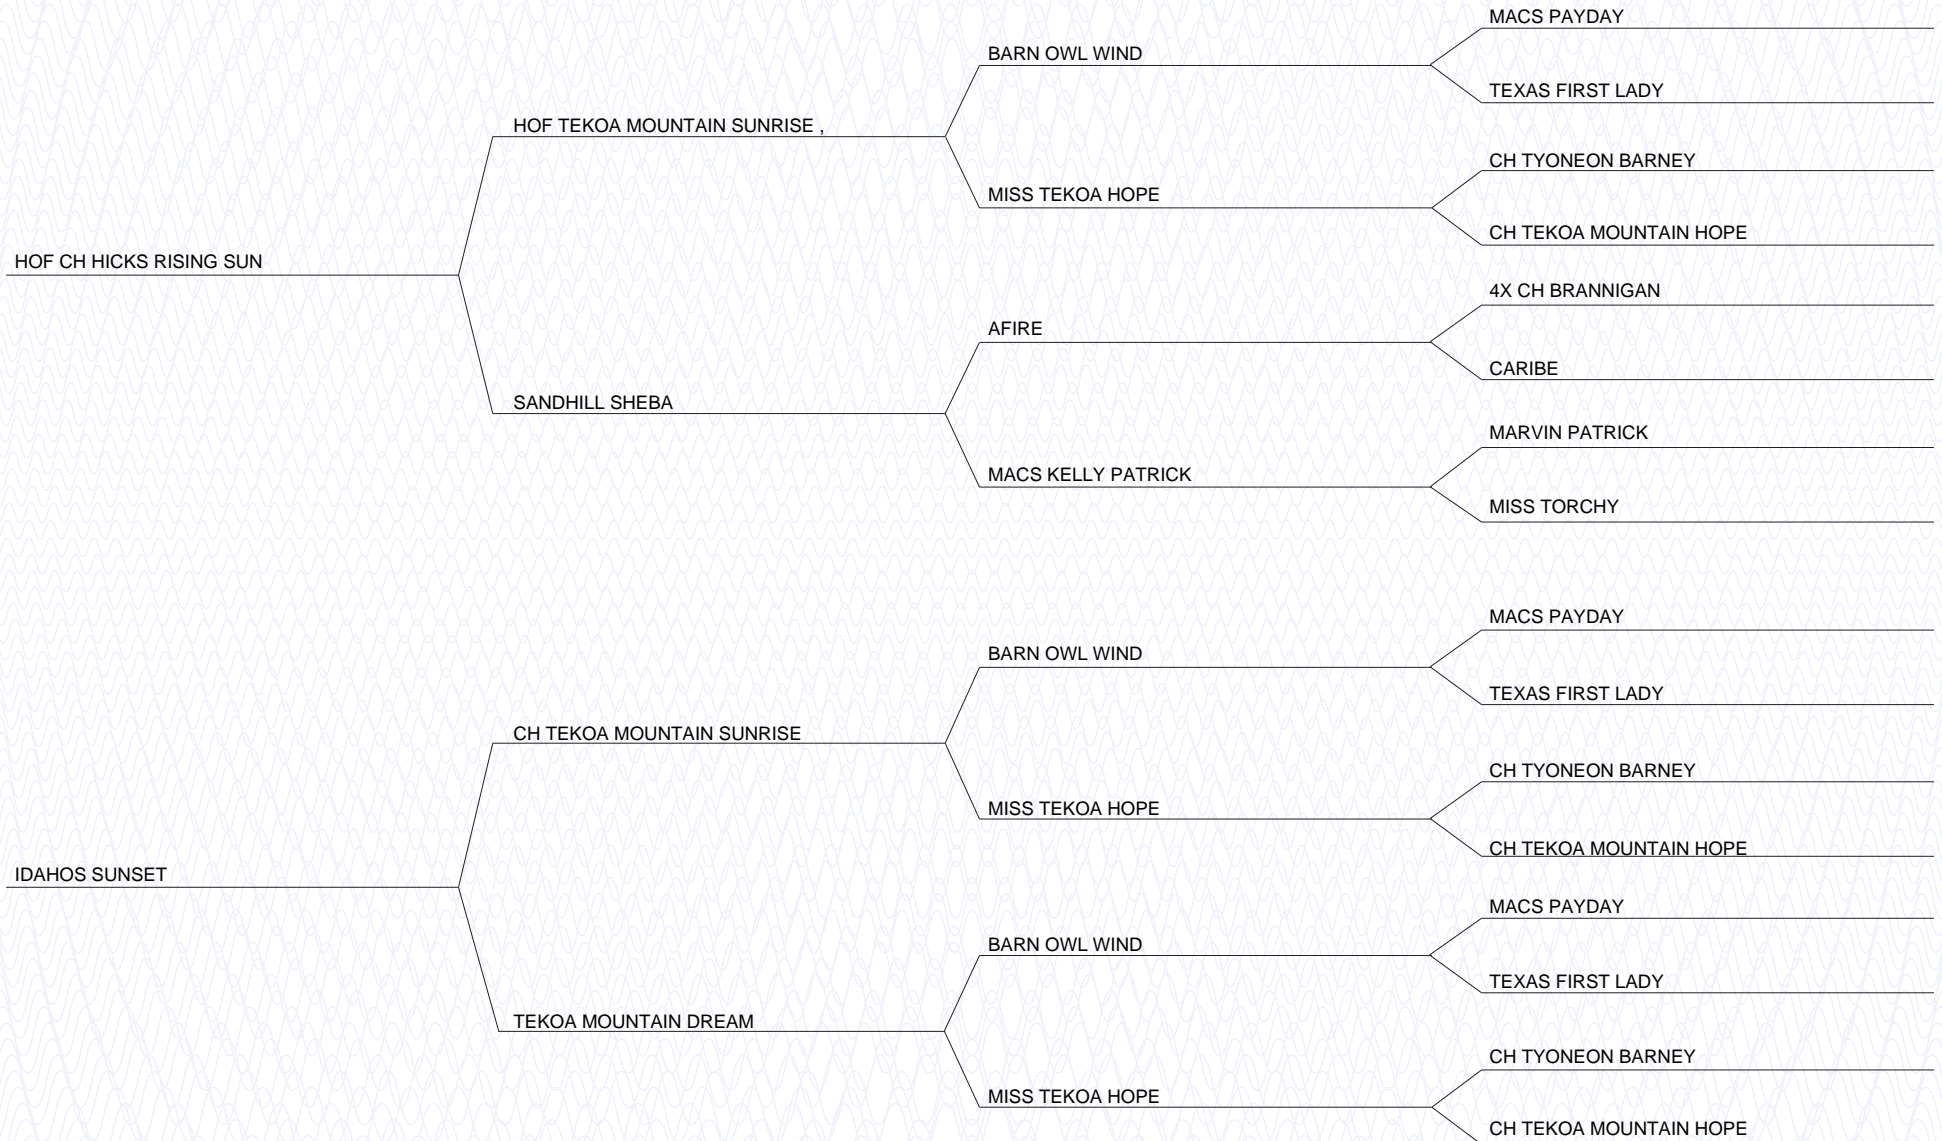 MACS PAYDAY
BARN OWL WIND
TEXAS FIRST LADY
HOF TEKOA MOUNTAIN SUNRISE ,
CH TYONEON BARNEY
MISS TEKOA HOPE
CH TEKOA MOUNTAIN HOPE
HOF CH HICKS RISING SUN
4X CH BRANNIGAN
AFIRE
CARIBE
SANDHILL SHEBA
MARVIN PATRICK
MACS KELLY PATRICK
MISS TORCHY
MACS PAYDAY
BARN OWL WIND
TEXAS FIRST LADY
CH TEKOA MOUNTAIN SUNRISE
CH TYONEON BARNEY
MISS TEKOA HOPE
CH TEKOA MOUNTAIN HOPE
IDAHOS SUNSET
MACS PAYDAY
BARN OWL WIND
TEXAS FIRST LADY
TEKOA MOUNTAIN DREAM
CH TYONEON BARNEY
MISS TEKOA HOPE
CH TEKOA MOUNTAIN HOPE